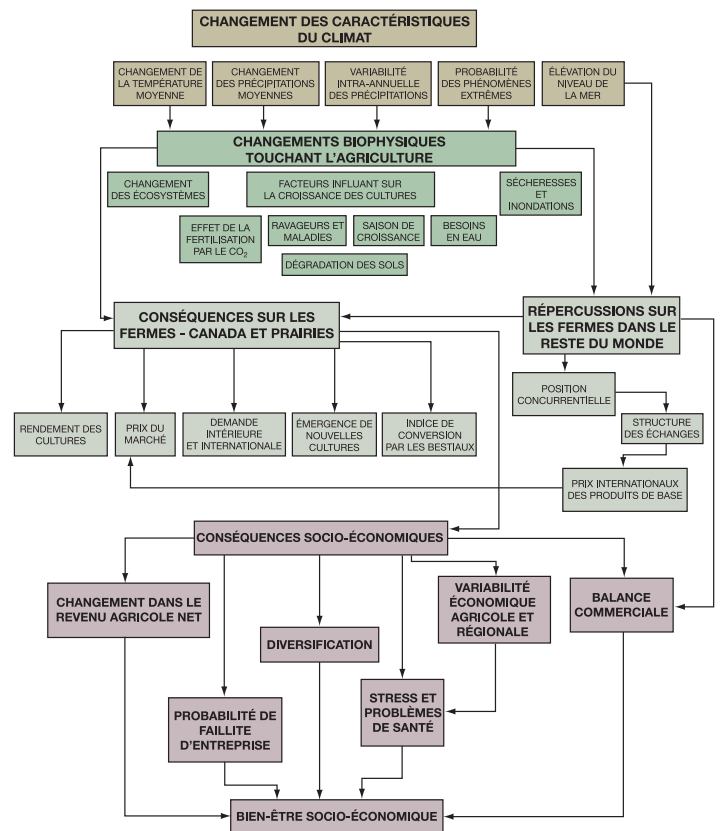 CHANGEMENT DES CARACTÉRISTIQUES
DU CLIMAT
CHANGEMENT DE
LA TEMPÉRATURE
MOYENNE
CHANGEMENT
DES PRÉCIPITATIONS
MOYENNES
VARIABILITÉ
INTRA-ANNUELLE
DES PRÉCIPITATIONS
PROBABILITÉ
DES PHÉNOMÈNES
EXTRÊMES
ÉLÉVATION DU
NIVEAU DE
LA MER
CHANGEMENTS BIOPHYSIQUES
TOUCHANT L'AGRICULTURE
CHANGEMENT
DES ÉCOSYSTÈMES
FACTEURS INFLUANT SUR
LA CROISSANCE DES CULTURES
SÉCHERESSES
ET
INONDATIONS
EFFET DE LA
FERTILISATION
PAR LE CO₂
RAVAGEURS ET
MALADIES
SAISON DE
CROISSANCE
BESOINS
EN EAU
DÉGRADATION DES SOLS
CONSÉQUENCES SUR LES
FERMES - CANADA ET PRAIRIES
RÉPERCUSSIONS SUR
LES FERMES DANS LE
RESTE DU MONDE
POSITION
CONCURRENTIELLE
RENDEMENT DES
CULTURES
PRIX DU
MARCHÉ
DEMANDE
INTÉRIEURE
ET INTERNATIONALE
ÉMERGENCE DE
NOUVELLES
CULTURES
INDICE DE
CONVERSION
PAR LES BESTIAUX
STRUCTURE
DES ÉCHANGES
PRIX INTERNATIONAUX
DES PRODUITS DE BASE
CONSÉQUENCES SOCIO-ÉCONOMIQUES
CHANGEMENT DANS LE
REVENU AGRICOLE NET
VARIABILITÉ
ÉCONOMIQUE
AGRICOLE ET
RÉGIONALE
BALANCE
COMMERCIALE
DIVERSIFICATION
PROBABILITÉ DE
FAILLITE
D'ENTREPRISE
STRESS ET
PROBLÈMES
DE SANTÉ
BIEN-ÊTRE SOCIO-ÉCONOMIQUE